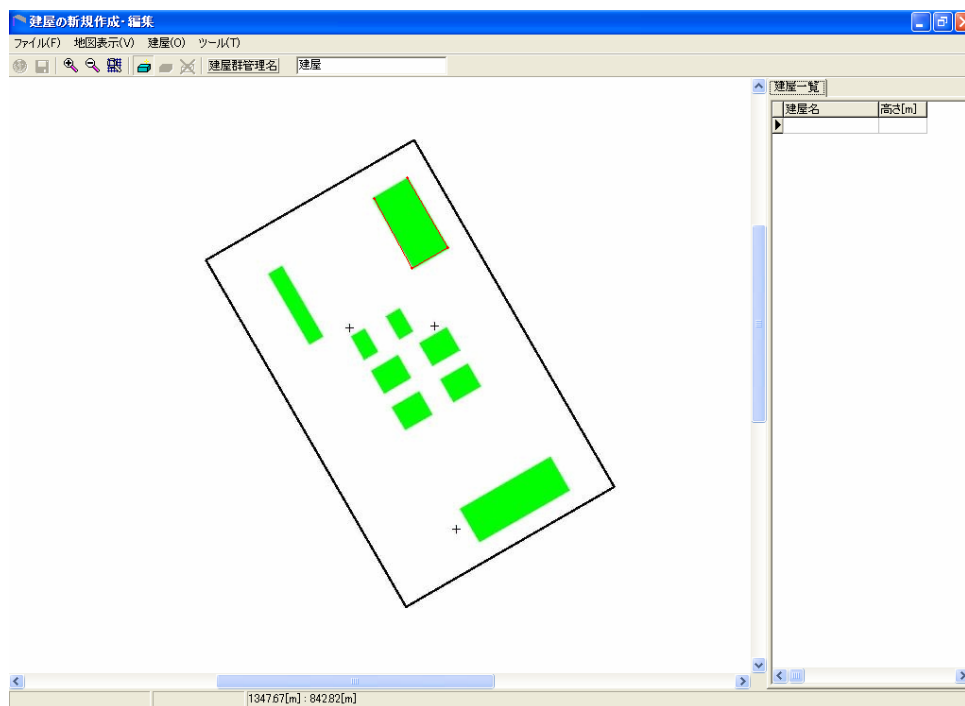 建屋の新規作成・編集
ファイル(F) 地図表示(V) 建屋(O) ツール(T)
建屋群管理名 建屋
建屋一覧
建屋名 高さ[m]
1347.67[m] : 842.82[m]